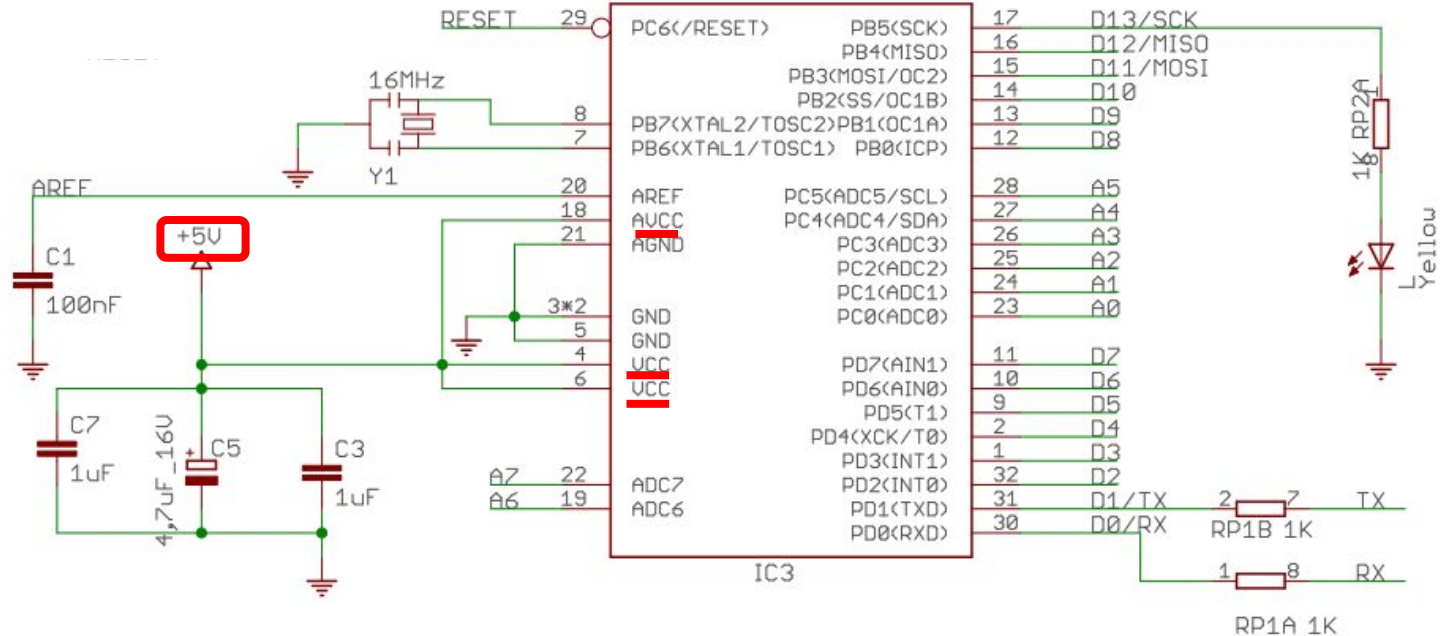 RESET
29
PC6(/RESET)
PB5(SCK)
17
D13/SCK
PB4(MISO)
16
D12/MISO
PB3(MOSI/OC2)
15
D11/MOSI
PB2(SS/OC1B)
14
D10
16MHz
Y1
8
PB7(XTAL2/TOSC2)
PB1(OC1A)
13
D9
7
PB6(XTAL1/TOSC1)
PB0(ICP)
12
D8
1K RP2A
1
8
L
Yellow
AREF
20
AREF
PC5(ADC5/SCL)
28
A5
18
AVCC
PC4(ADC4/SDA)
27
A4
21
AGND
PC3(ADC3)
26
A3
+5V
PC2(ADC2)
25
A2
C1
100nF
PC1(ADC1)
24
A1
3*2
GND
PC0(ADC0)
23
A0
5
GND
4
VCC
PD7(AIN1)
11
D7
6
VCC
PD6(AIN0)
10
D6
PD5(T1)
9
D5
PD4(XCK/T0)
2
D4
C7
1uF
4,7uF_16V
+
C5
C3
1uF
PD3(INT1)
1
D3
A7
22
ADC7
PD2(INT0)
32
D2
A6
19
ADC6
PD1(TXD)
31
D1/TX
2
7
TX
RP1B 1K
PD0(RXD)
30
D0/RX
1
8
RX
RP1A 1K
IC3